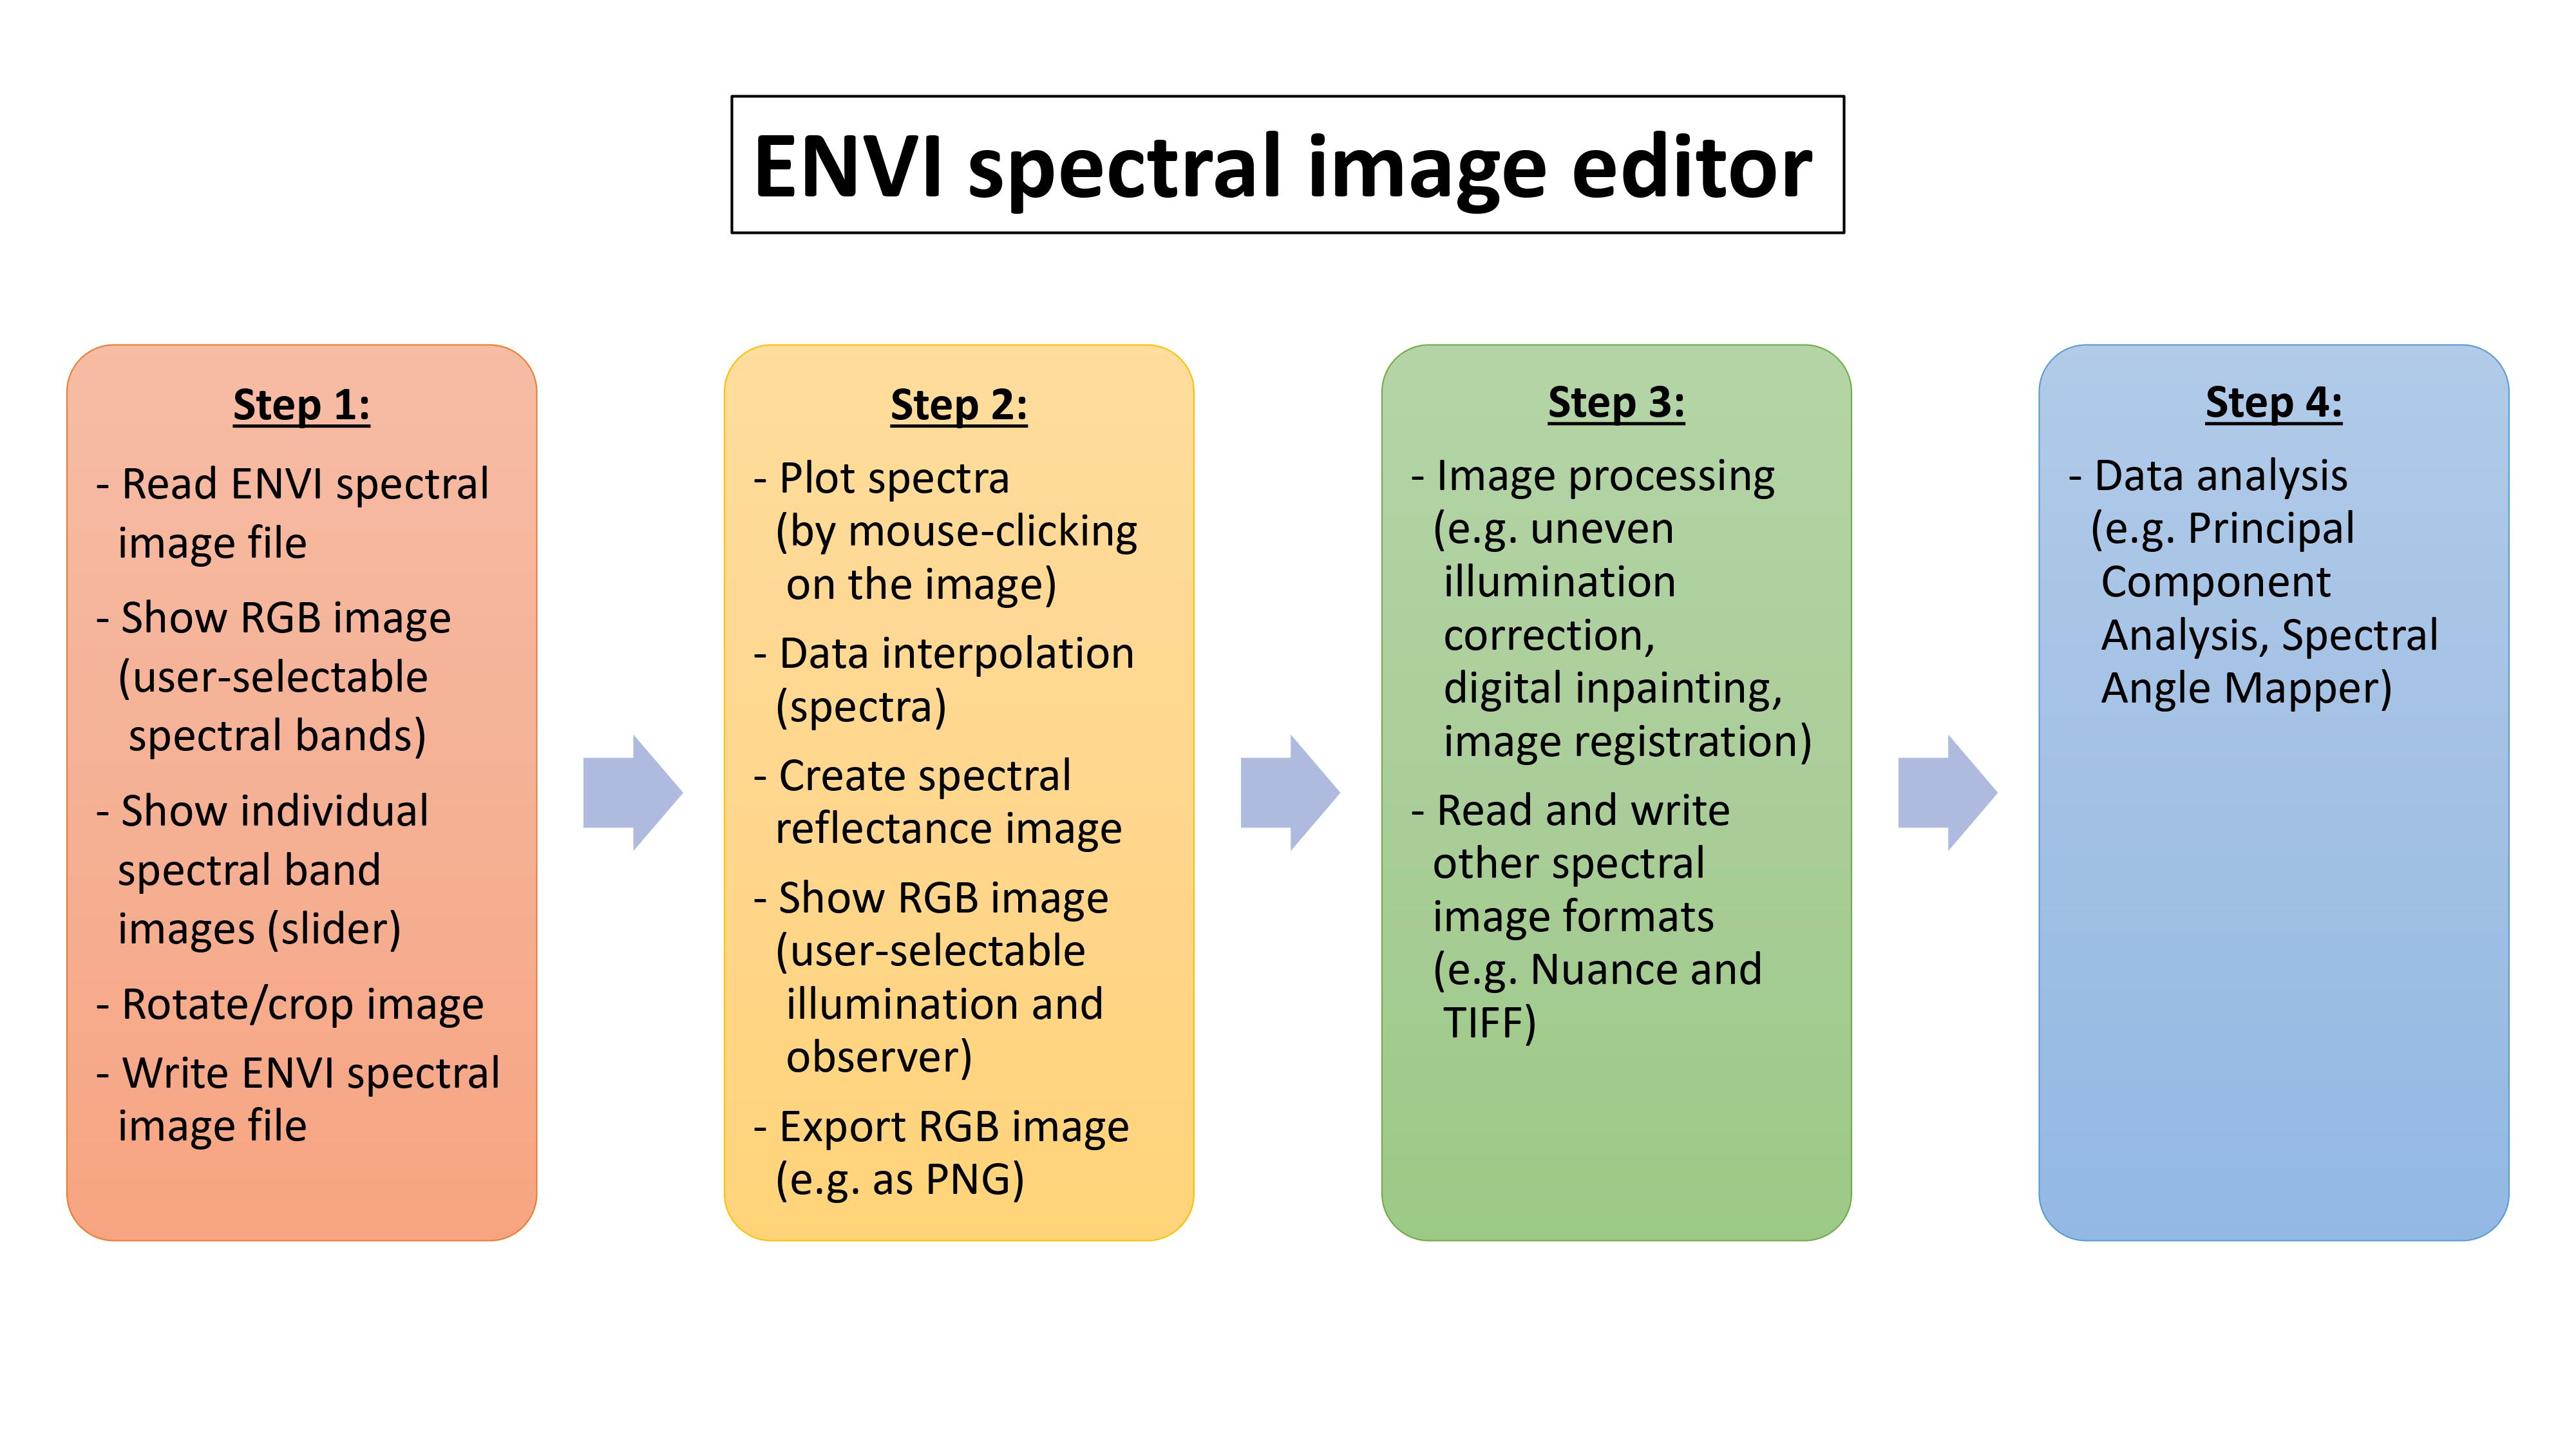 ENVI spectral image editor
Step 1:
- Read ENVI spectral
image file
- Show RGB image
(user-selectable
spectral bands)
- Show individual
spectral band
images (slider)
- Rotate/crop image
- Write ENVI spectral
image file
Step 2:
- Plot spectra
(by mouse-clicking
on the image)
- Data interpolation
(spectra)
- Create spectral
reflectance image
- Show RGB image
(user-selectable
illumination and
observer)
- Export RGB image
(e.g. as PNG)
Step 3:
- Image processing
(e.g. uneven
illumination
correction,
digital inpainting,
image registration)
- Read and write
other spectral
image formats
(e.g. Nuance and
TIFF)
Step 4:
- Data analysis
(e.g. Principal
Component
Analysis, Spectral
Angle Mapper)